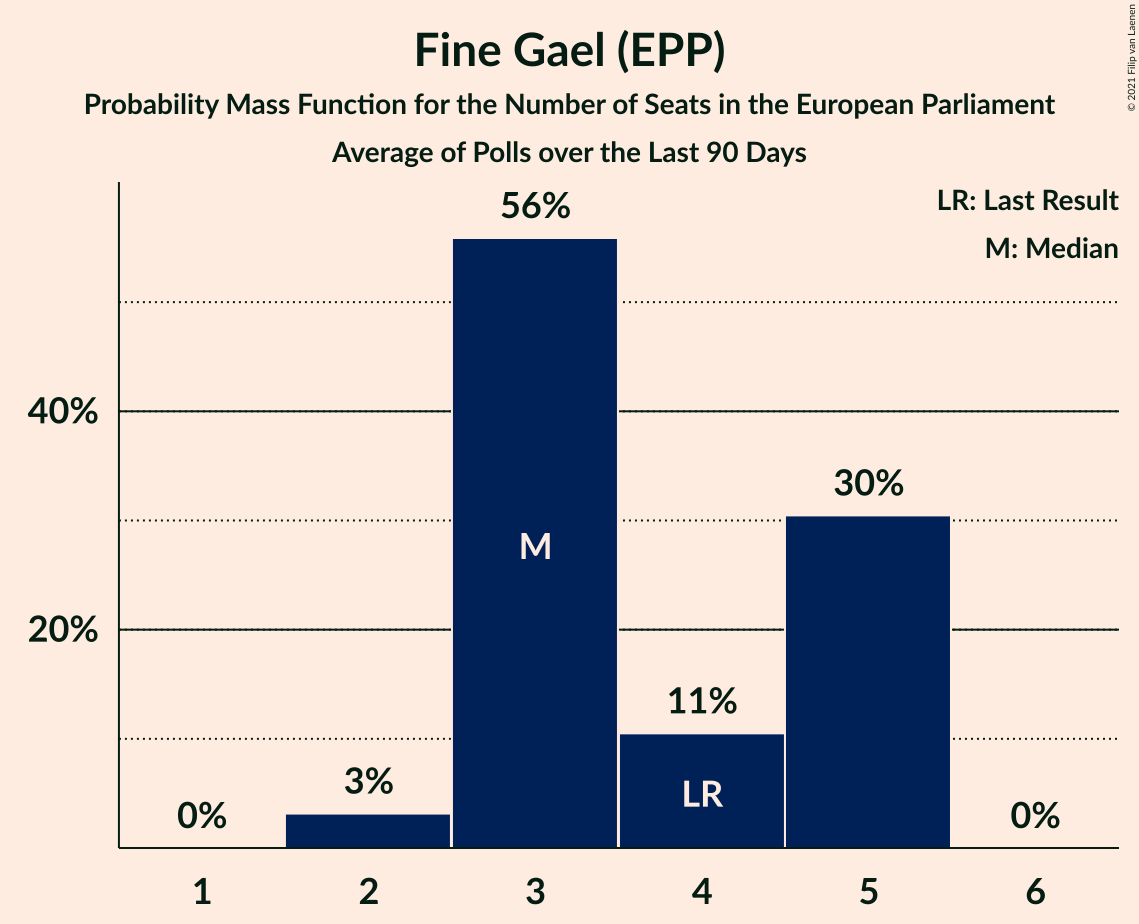 Fine Gael (EPP)
Probability Mass Function for the Number of Seats in the European Parliament
Average of Polls over the Last 90 Days
© 2021 Filip van Laenen
LR: Last Result
M: Median
56%
40%
30%
M
20%
11%
3%
LR
0%
0%
1 2 3 4 5 6